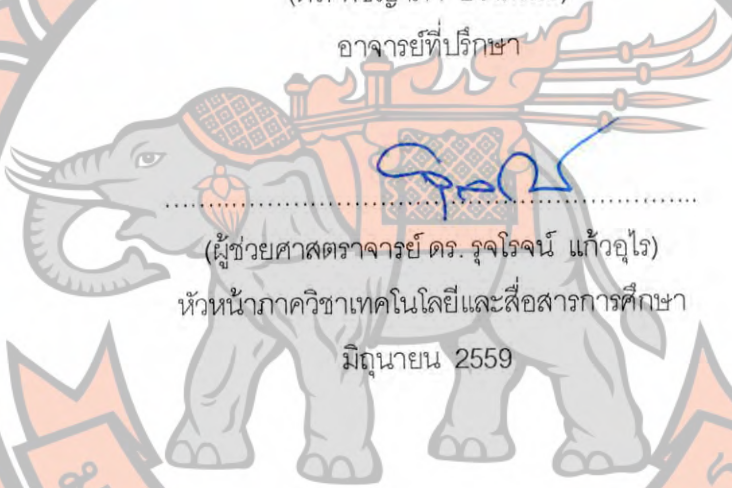 อาจารย์ที่ปรึกษา
(ผู้ช่วยศาสตราจารย์ ดร. รุจโรจน์ แก้วอุไร)
หัวหน้าภาควิชาเทคโนโลยีและสื่อสารการศึกษา
มิถุนายน 2559